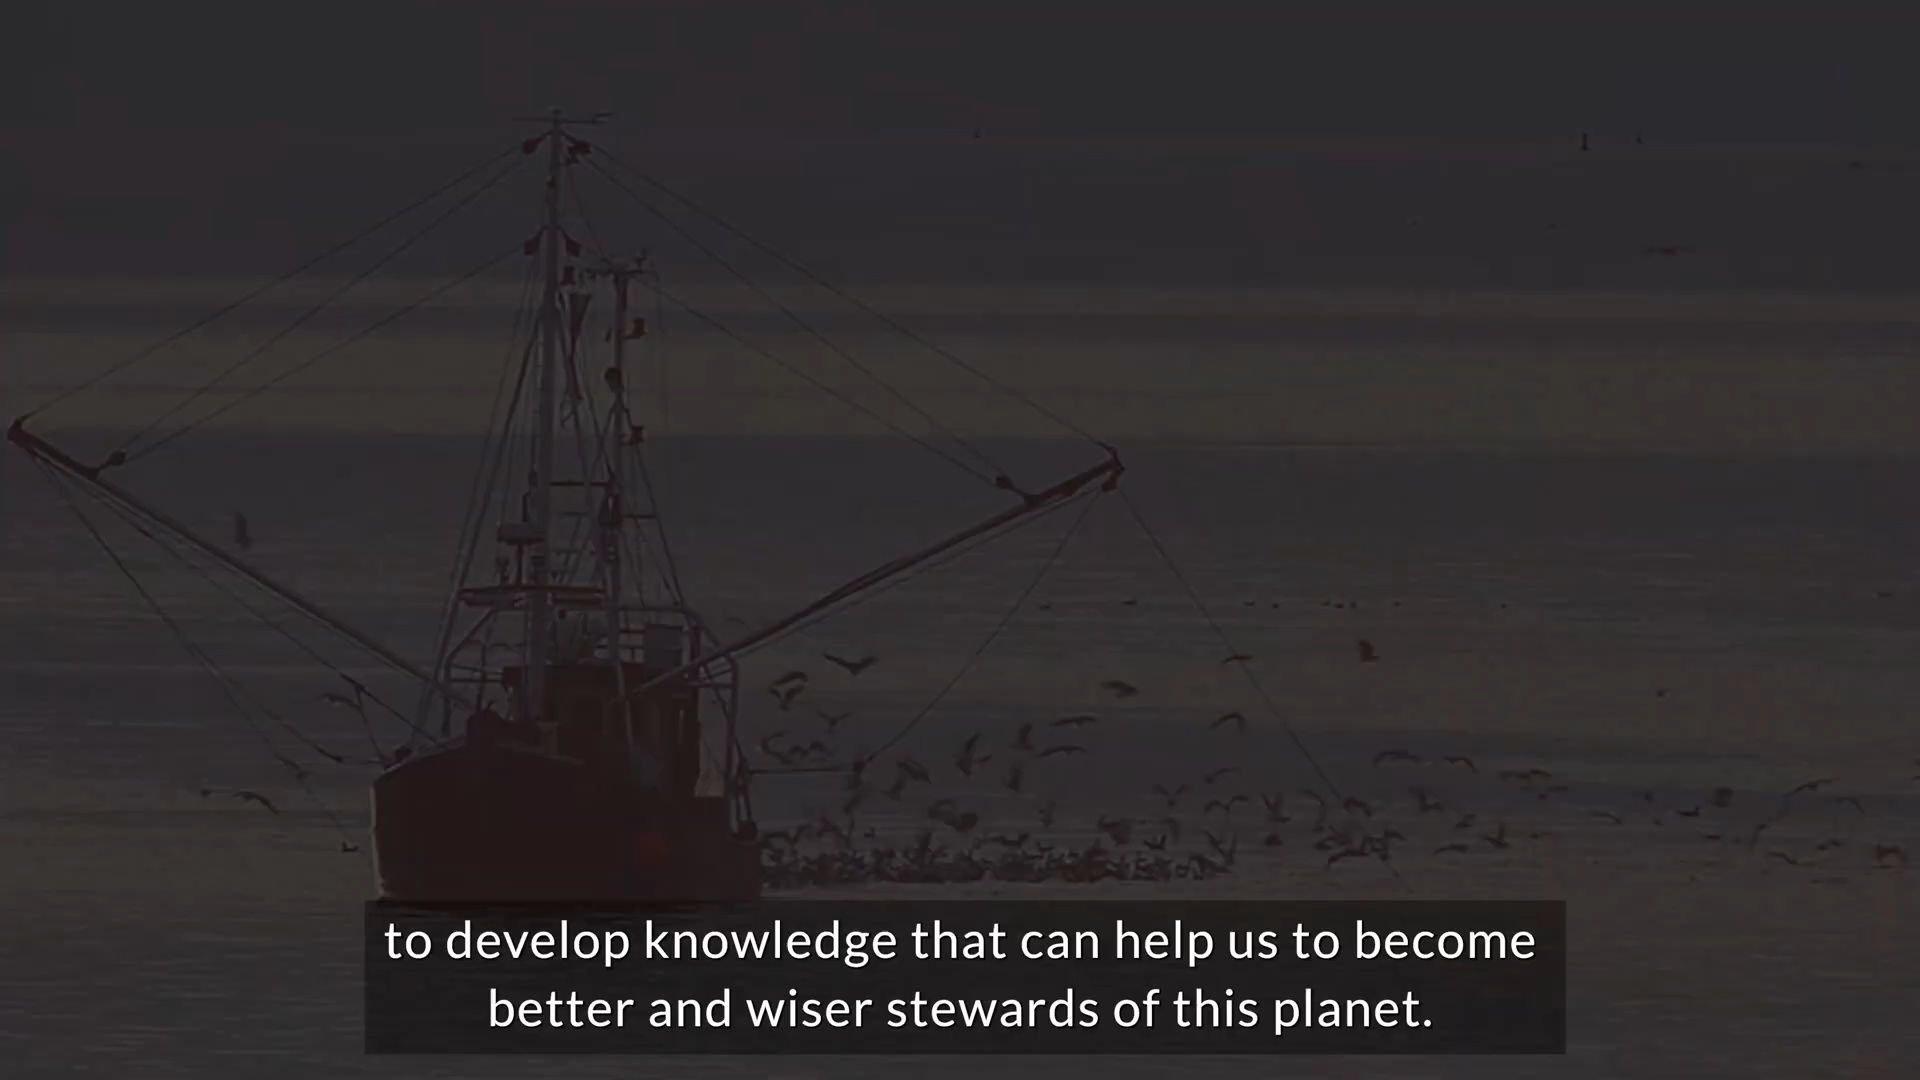 to develop knowledge that can help us to become
better and wiser stewards of this planet.